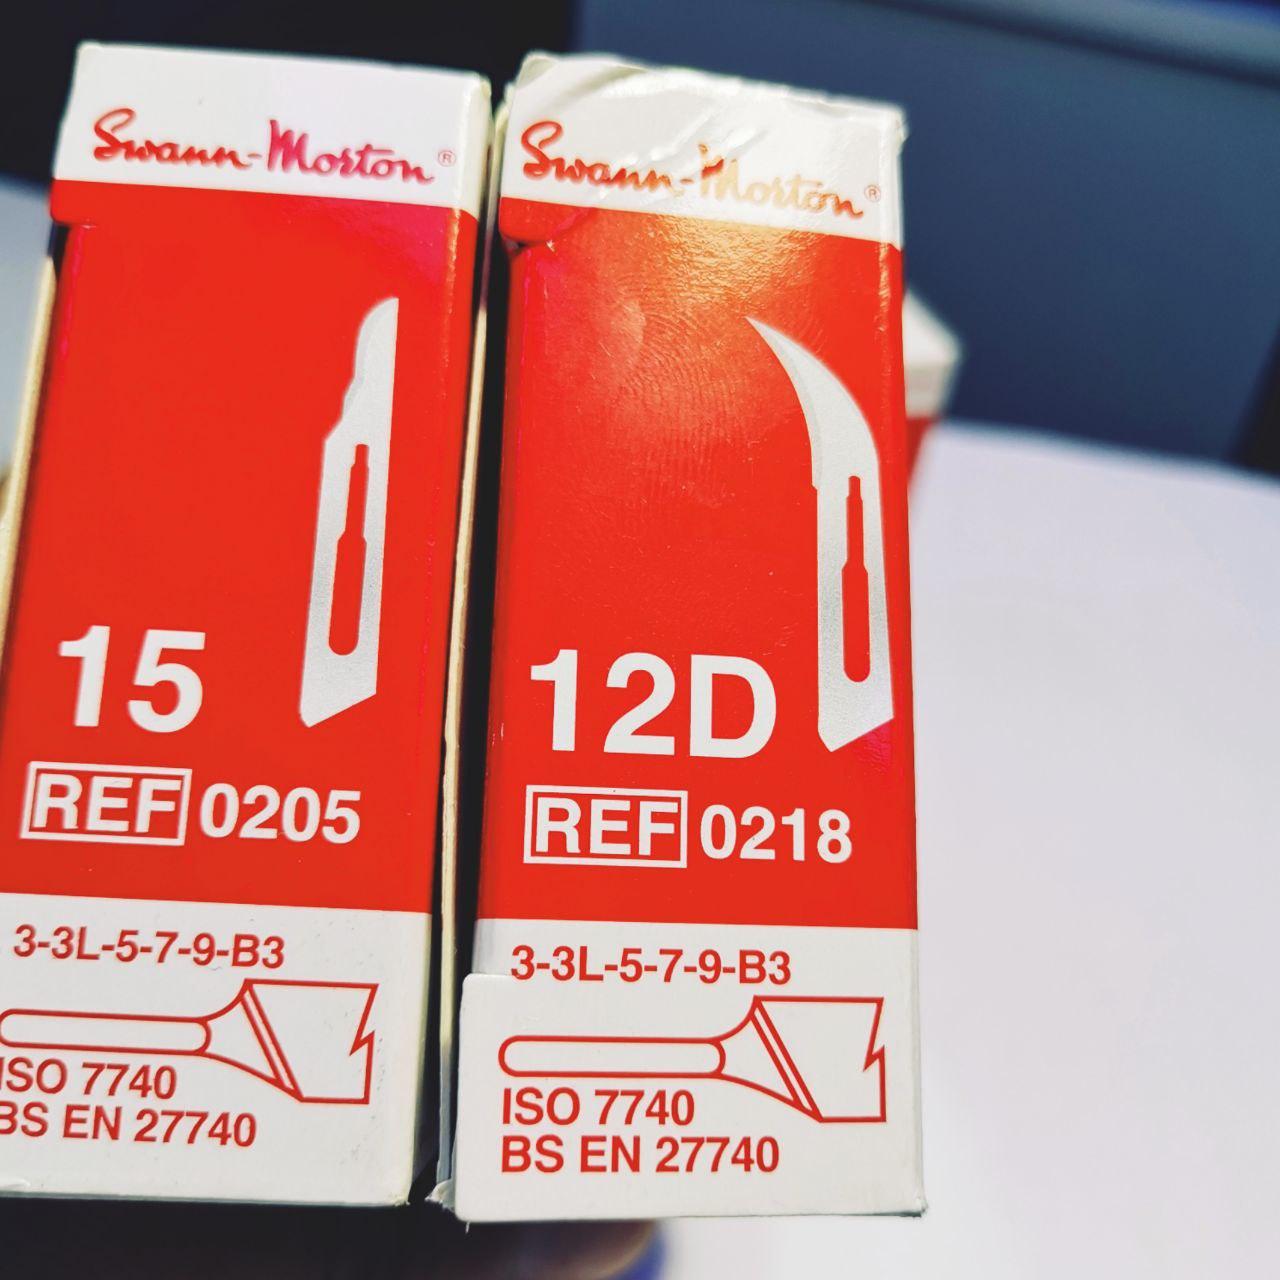 Swann-Morton®
15
REF 0205
3-3L-5-7-9-B3
ISO 7740
BS EN 27740
Swann-Morton®
12D
REF 0218
3-3L-5-7-9-B3
ISO 7740
BS EN 27740